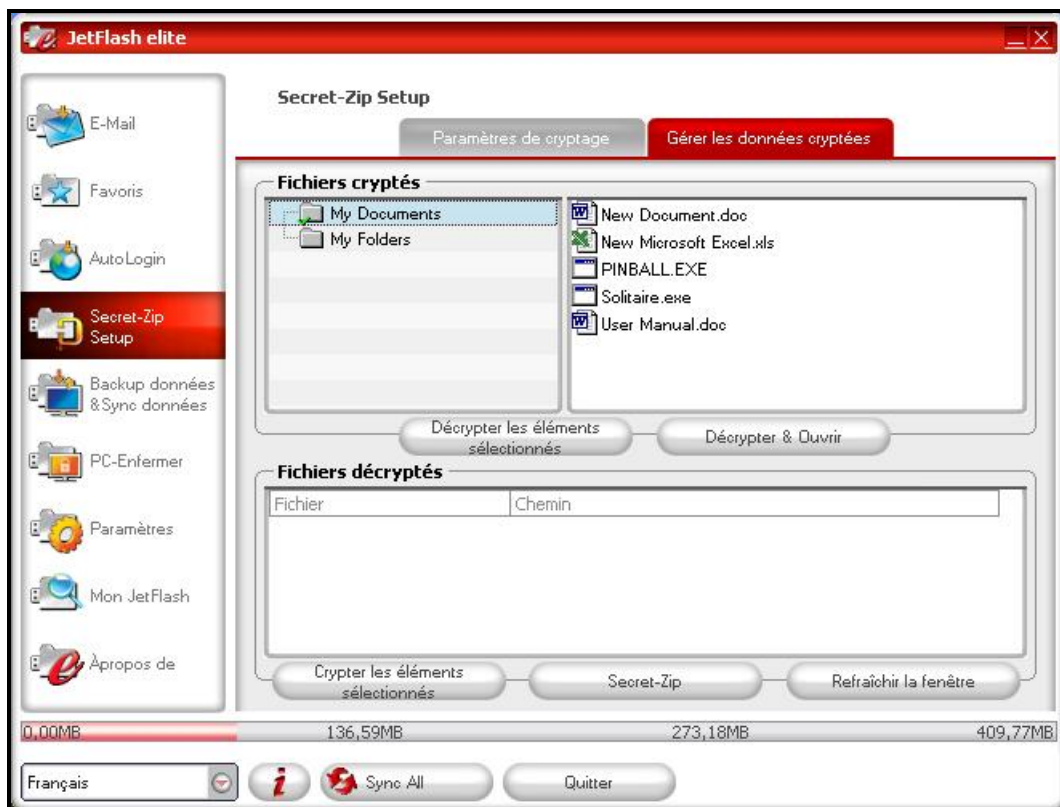 JetFlash elite
E-Mail
Favoris
AutoLogin
Secret-Zip
Setup
Backup données
&Sync données
PC-Enfermer
Paramètres
Mon JetFlash
Àpropos de
Secret-Zip Setup
Paramètres de cryptage
Gérer les données cryptées
Fichiers cryptés
My Documents
My Folders
New Document.doc
New Microsoft Excel.xls
PINBALL.EXE
Solitaire.exe
User Manual.doc
Décrypter les éléments
sélectionnés
Décrypter & Ouvrir
Fichiers décryptés
Fichier
Chemin
Crypter les éléments
sélectionnés
Secret-Zip
Refraîchir la fenêtre
0,00MB
136,59MB
273,18MB
409,77MB
Français
i
Sync All
Quitter